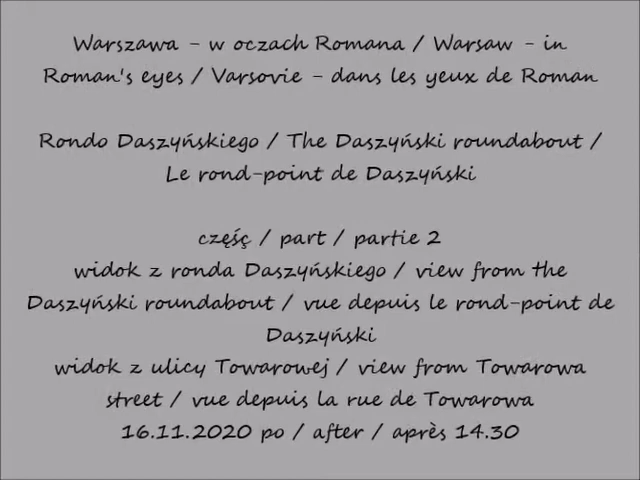 Warszawa - w oczach Romana / Warsaw - in
Roman's eyes / Varsovie - dans les yeux de Roman
Rondo Daszyńskiego / The Daszyński roundabout /
Le rond-point de Daszyński
częśç / part / partie 2
widok z ronda Daszyńskiego / view from the
Daszyński roundabout / vue depuis le rond-point de
Daszyński
widok z ulicy Towarowej / view from Towarowa
street / vue depuis la rue de Towarowa
16.11.2020 po / after / après 14.30